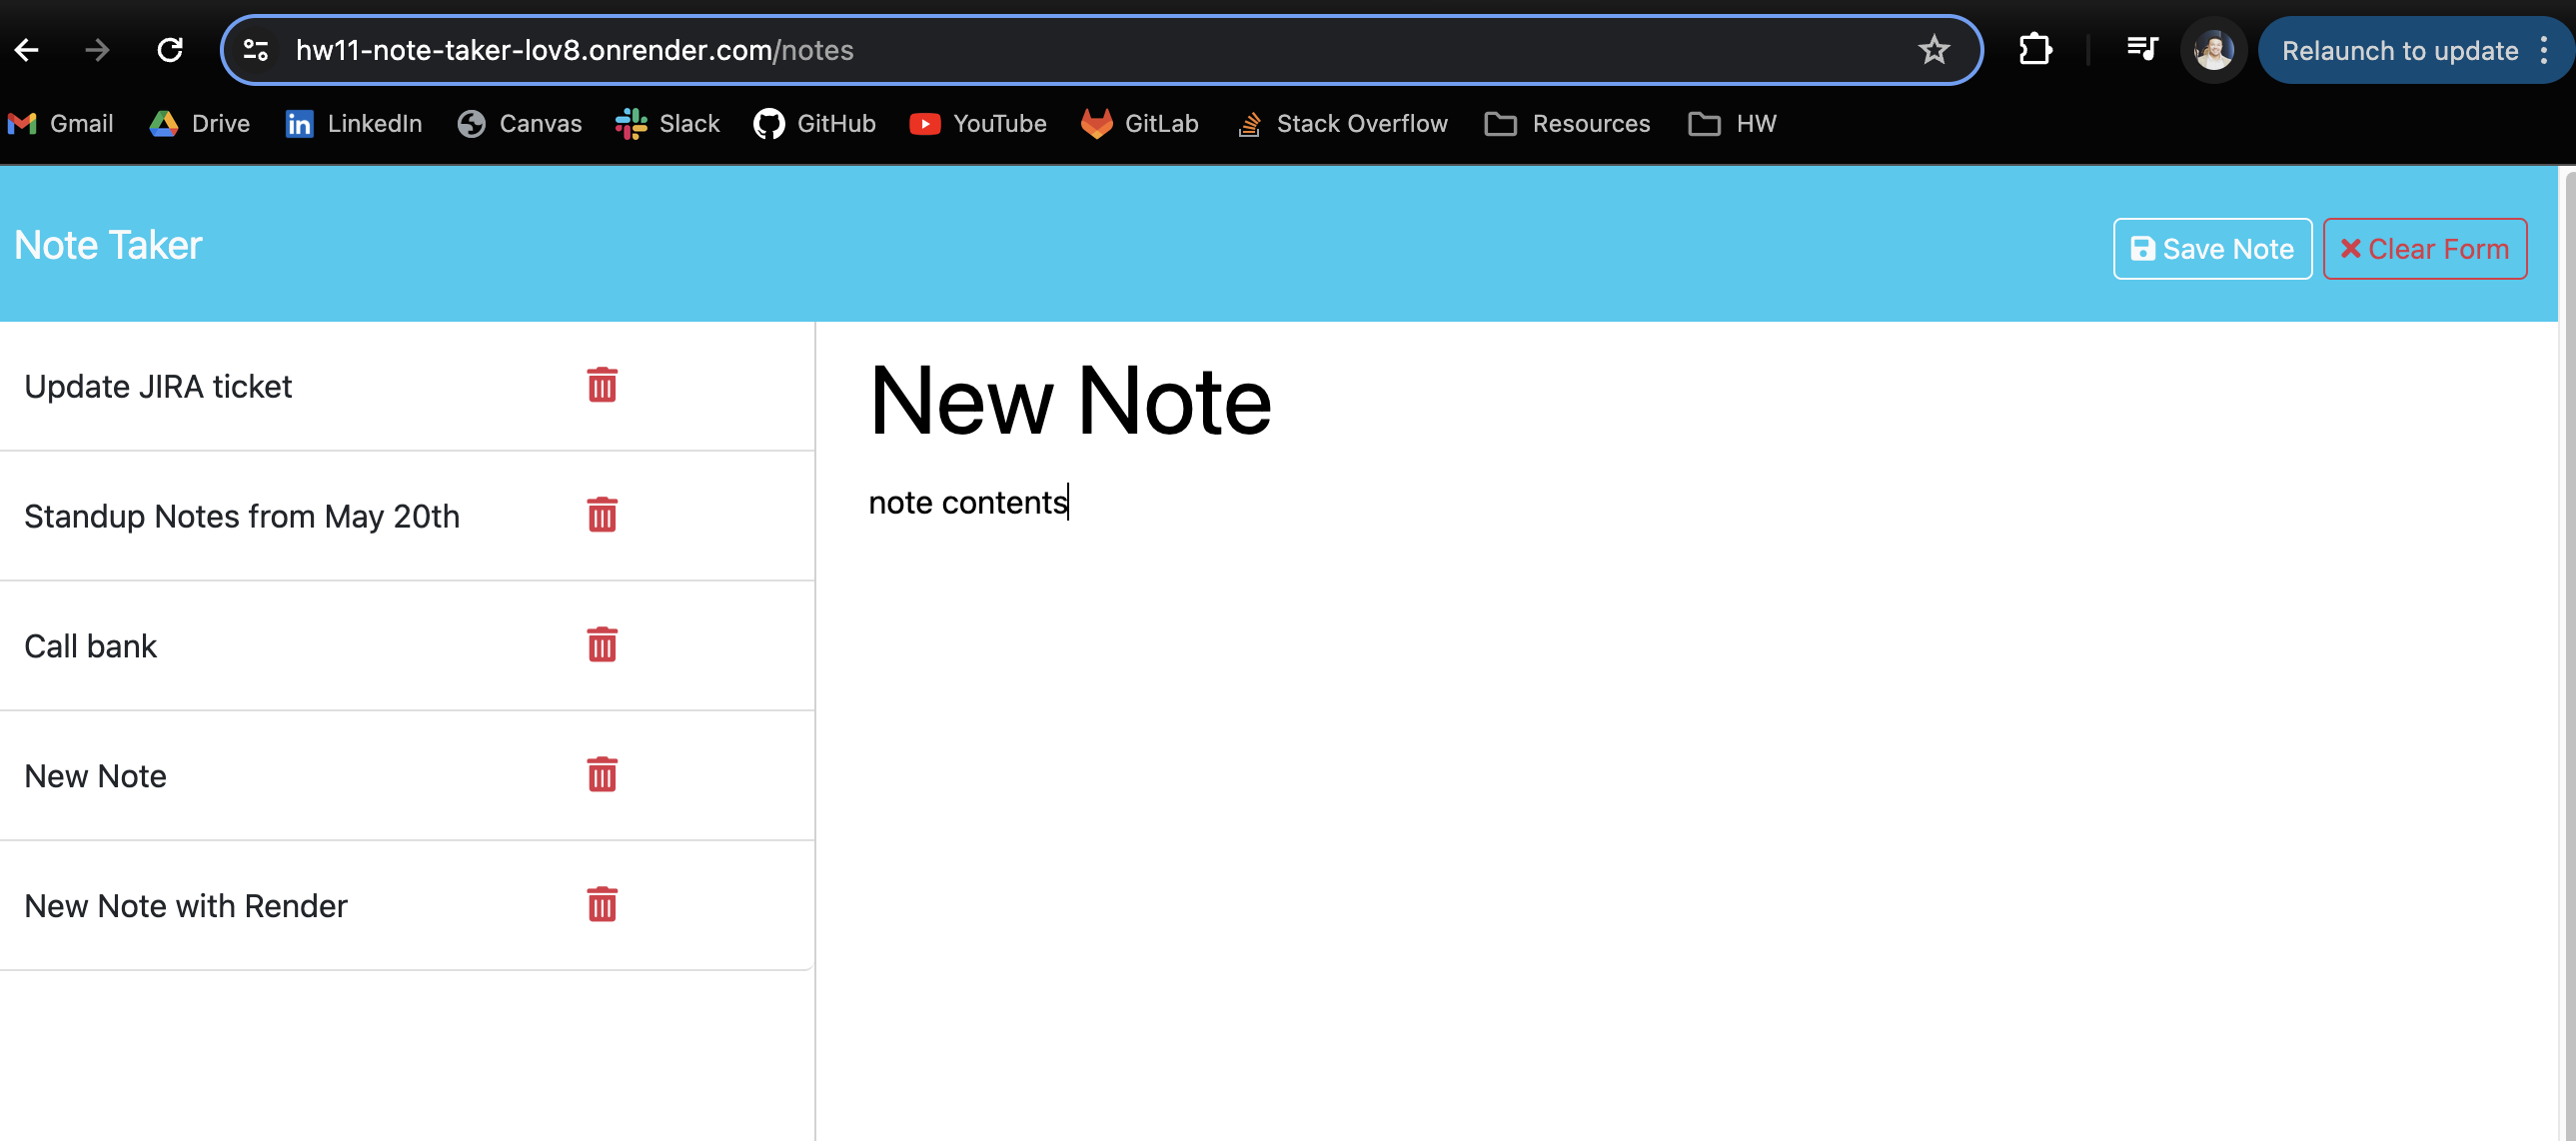 hw11-note-taker-lov8.onrender.com/notes
Relaunch to update
Gmail Drive LinkedIn Canvas Slack GitHub YouTube GitLab Stack Overflow Resources HW
Note Taker
Save Note Clear Form
Update JIRA ticket
Standup Notes from May 20th
Call bank
New Note
New Note with Render
New Note
note contents